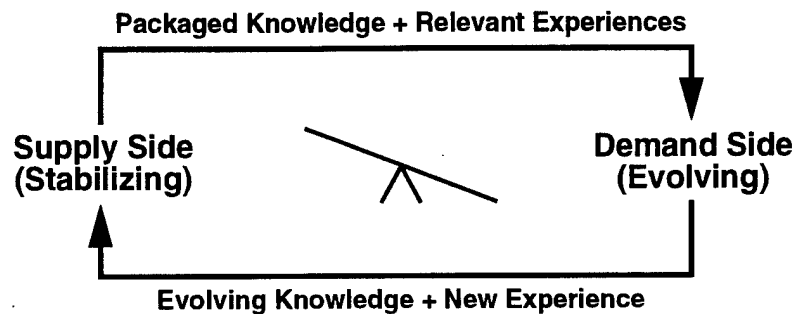 Packaged Knowledge + Relevant Experiences
Supply Side
(Stabilizing)
Demand Side
(Evolving)
Evolving Knowledge + New Experience